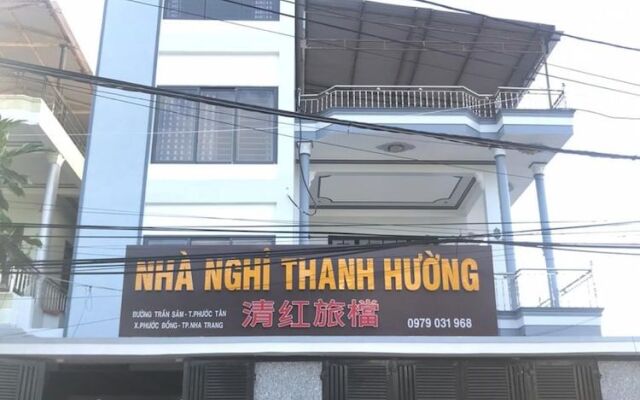 NHÀ NGHỈ THANH HƯỜNG
ĐƯỜNG TRẦN SÂM - T.PHƯỚC TÂN
X.PHƯỚC ĐỒNG - TP.NHA TRANG
清红旅檔
0979 031 968